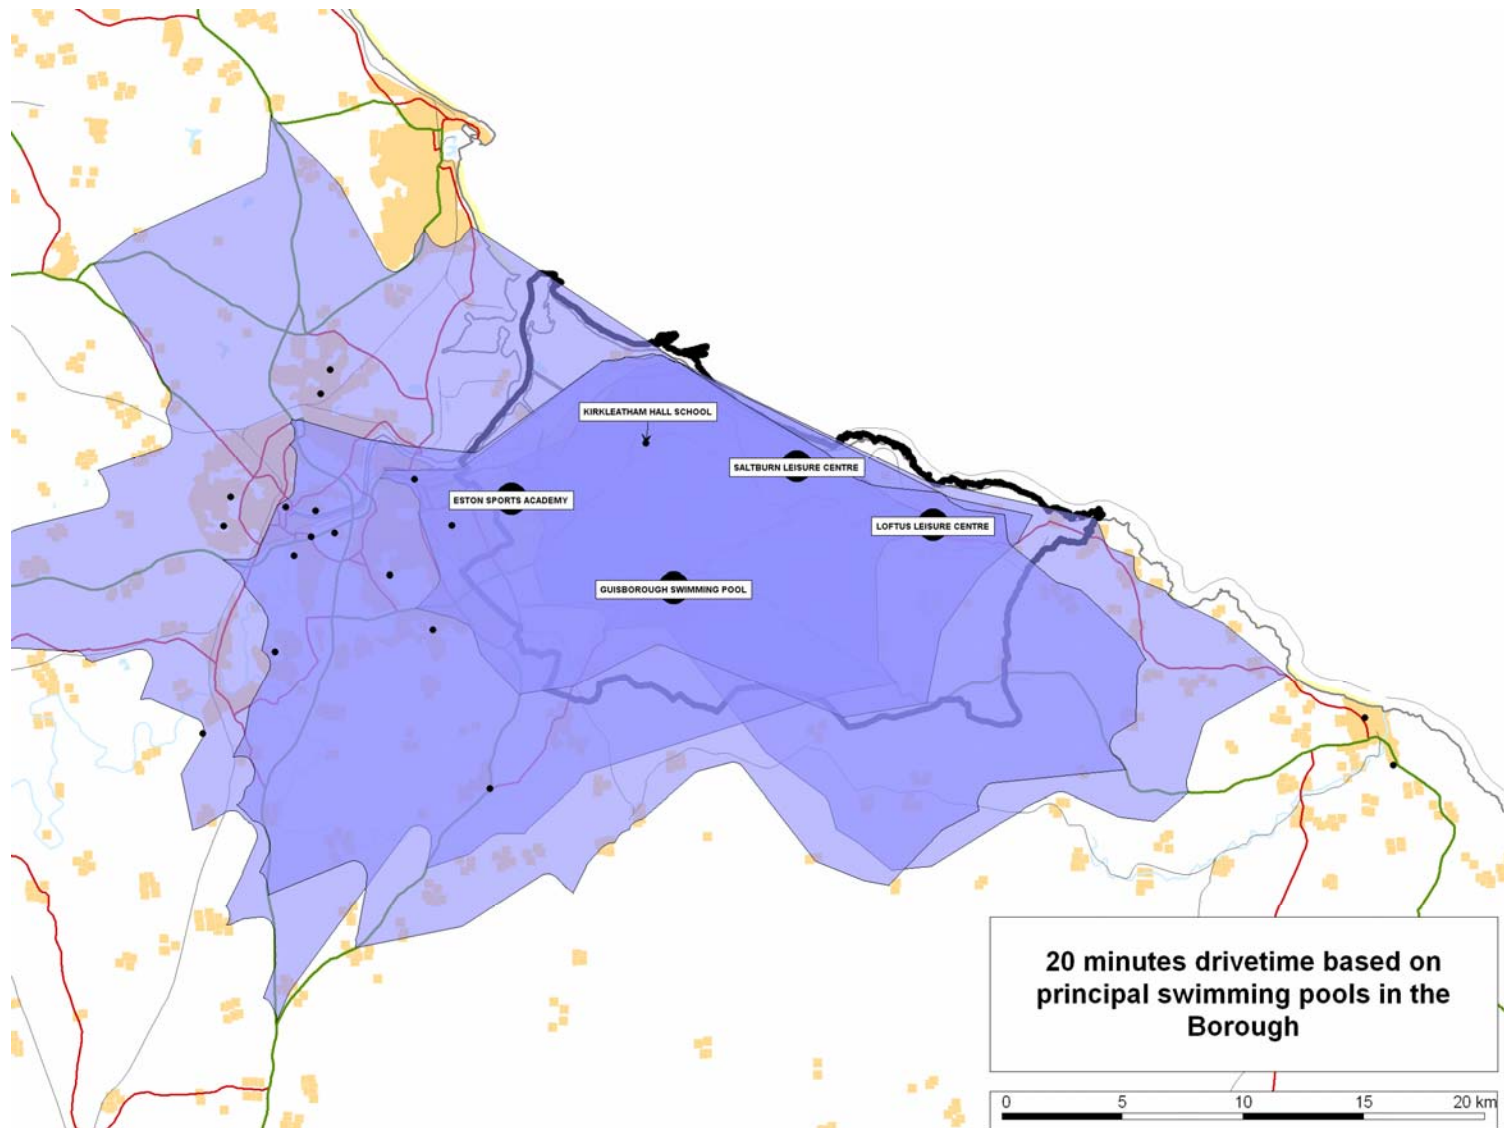 KIRKLEATHAM HALL SCHOOL
SALTBURN LEISURE CENTRE
ESTON SPORTS ACADEMY
LOFTUS LEISURE CENTRE
GUISBOROUGH SWIMMING POOL
20 minutes drivetime based on
principal swimming pools in the
Borough
0 5 10 15 20 km